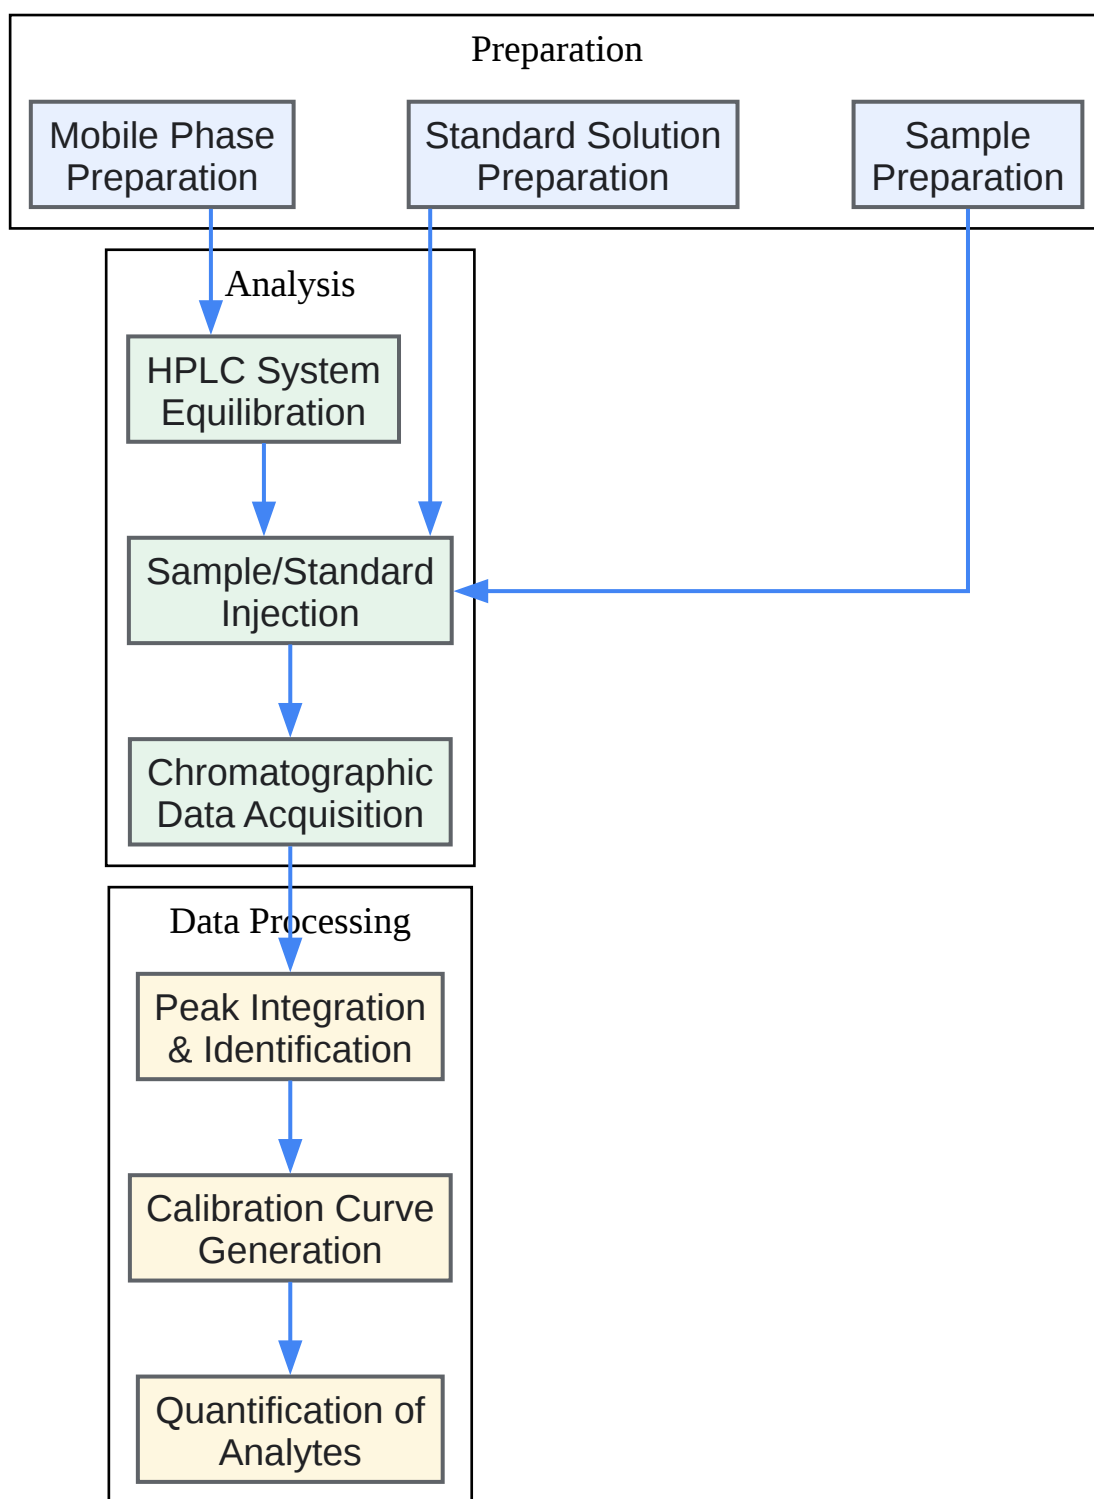 Preparation
Mobile Phase
Preparation
Standard Solution
Preparation
Sample
Preparation
Analysis
HPLC System
Equilibration
Sample/Standard
Injection
Chromatographic
Data Acquisition
Data Processing
Peak Integration
& Identification
Calibration Curve
Generation
Quantification of
Analytes